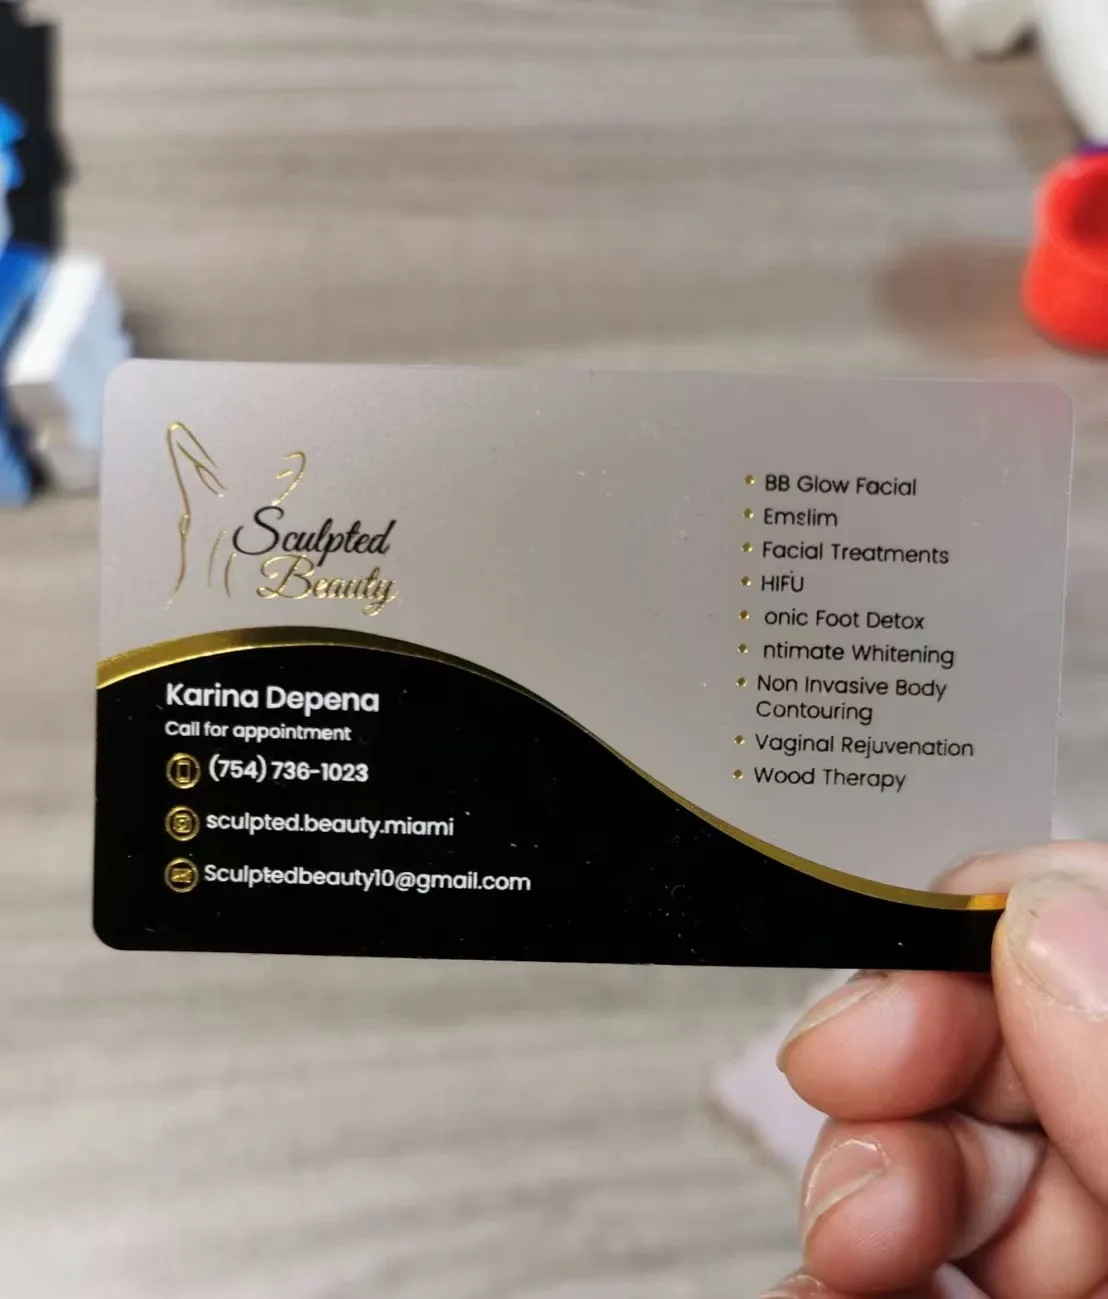 Sculpted
Beauty
Karina Depena
Call for appointment
(754) 736-1023
sculpted.beauty.miami
Sculptedbeauty10@gmail.com
BB Glow Facial
Emslim
Facial Treatments
HIFU
onic Foot Detox
ntimate Whitening
Non Invasive Body
Contouring
Vaginal Rejuvenation
Wood Therapy